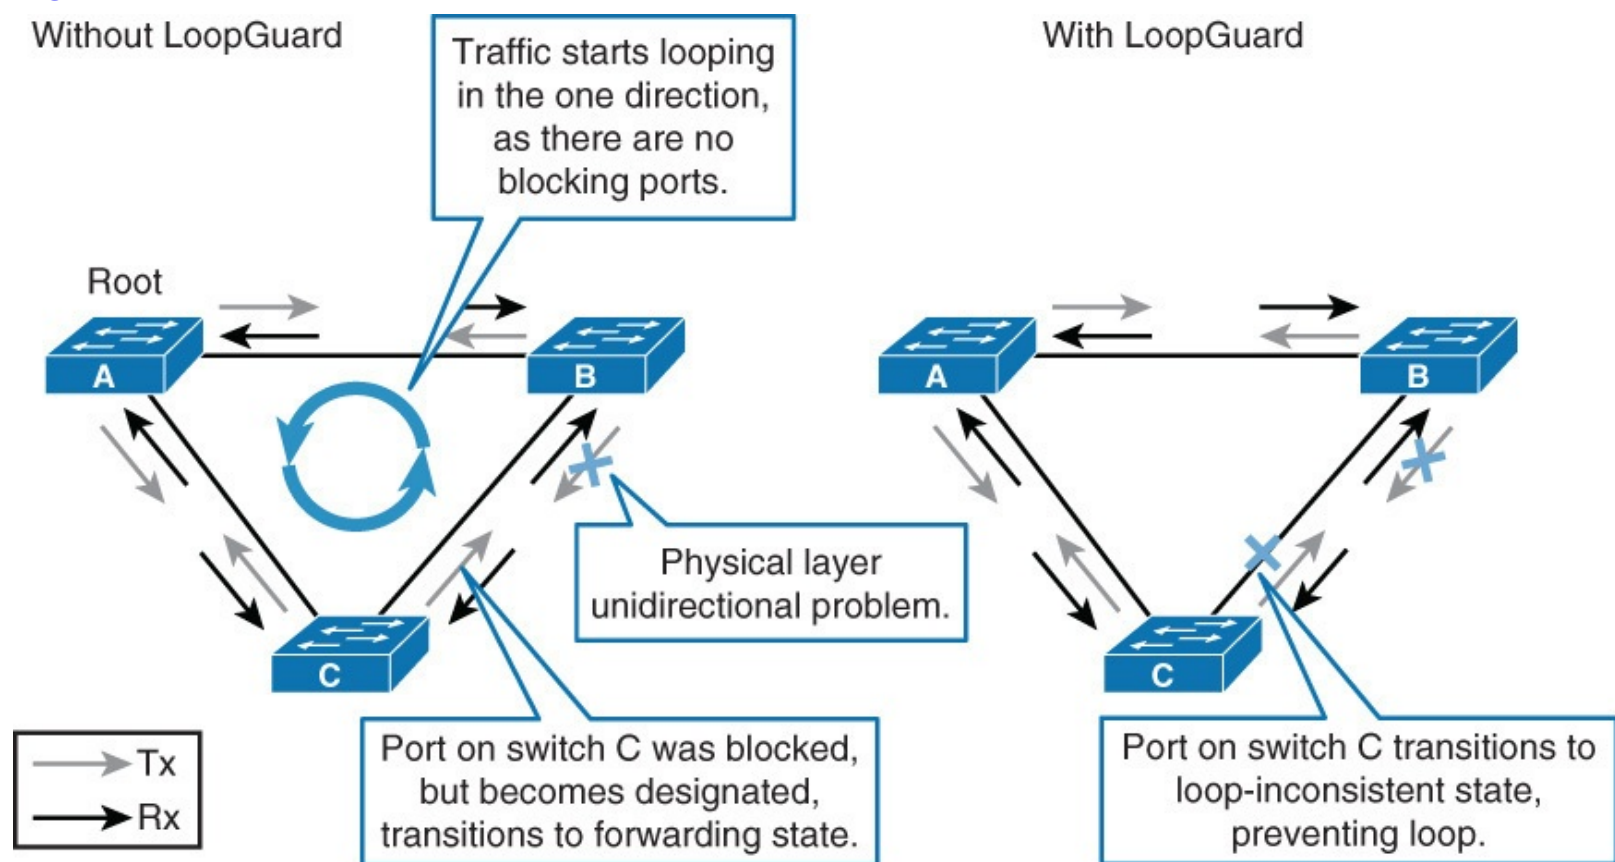 Without LoopGuard
With LoopGuard
Traffic starts looping
in the one direction,
as there are no
blocking ports.
Root
A
B
A
B
Physical layer
unidirectional problem.
C
C
Tx
Rx
Port on switch C was blocked,
but becomes designated,
transitions to forwarding state.
Port on switch C transitions to
loop-inconsistent state,
preventing loop.